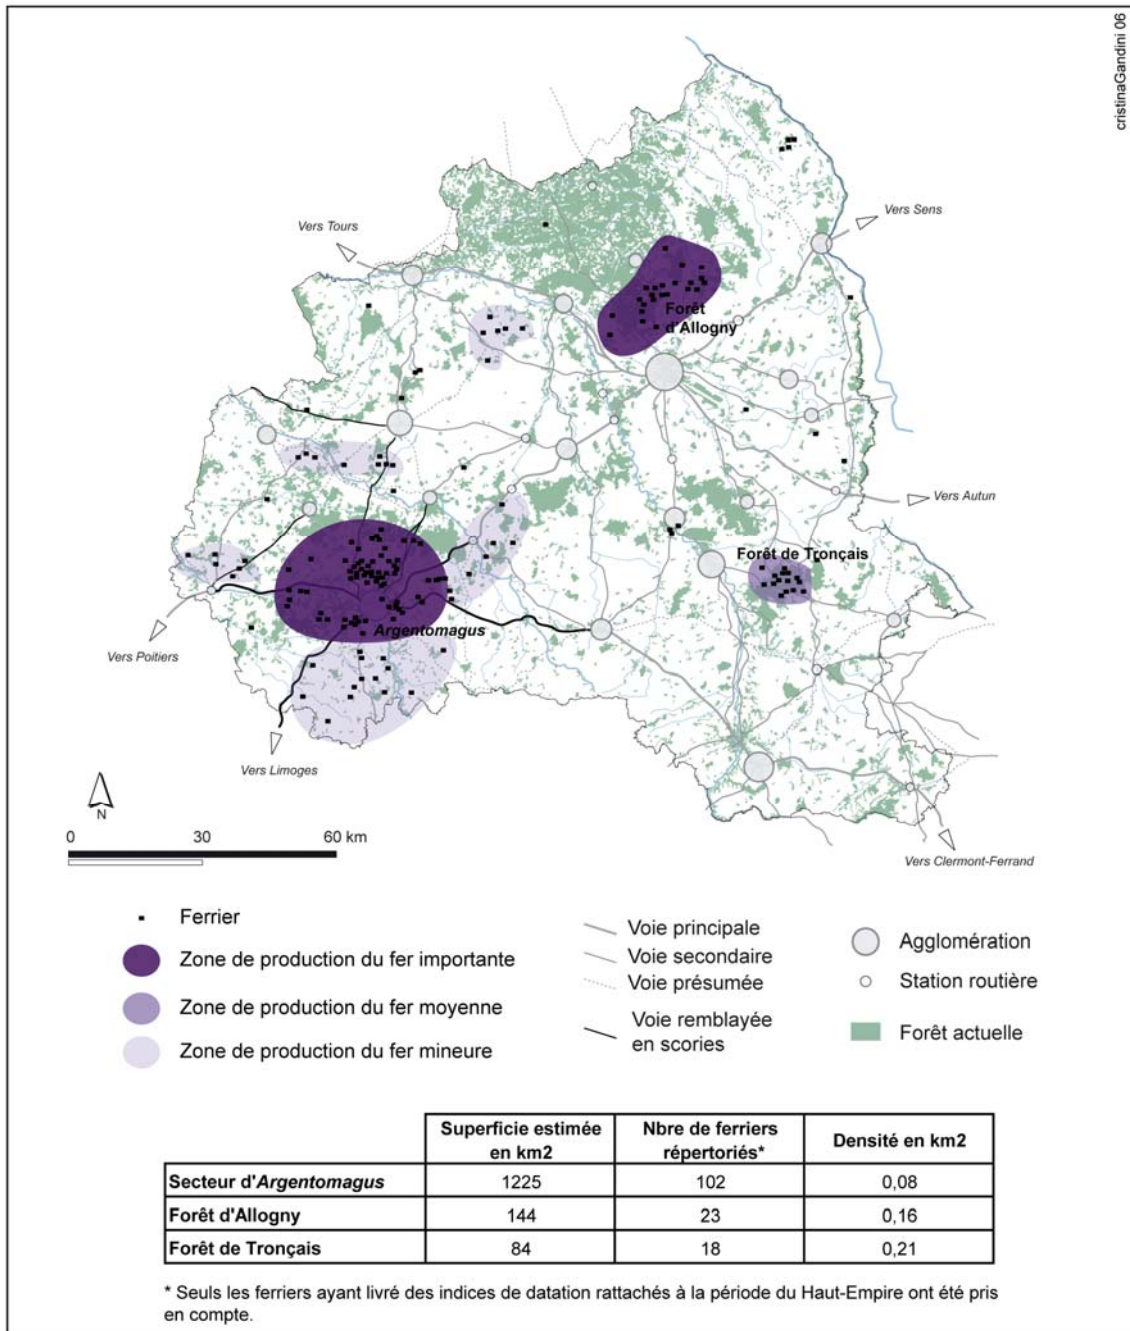 cristinaGandini 06
Vers Sens
Vers Tours
Forêt
d'Allogny
Vers Autun
Forêt de Tronçais
Argentomagus
Vers Poitiers
Vers Limoges
N
0 30 60 km
Vers Clermont-Ferrand
Ferrier
Zone de production du fer importante
Zone de production du fer moyenne
Zone de production du fer mineure
Voie principale
Voie secondaire
Voie présumée
Voie remblayée
en scories
Agglomération
Station routière
Forêt actuelle
Superficie estimée
en km2
Nbre de ferriers
répertoriés*
Densité en km2
Secteur d'Argentomagus 1225 102 0,08
Forêt d'Allogny 144 23 0,16
Forêt de Tronçais 84 18 0,21
* Seuls les ferriers ayant livré des indices de datation rattachés à la période du Haut-Empire ont été pris
en compte.